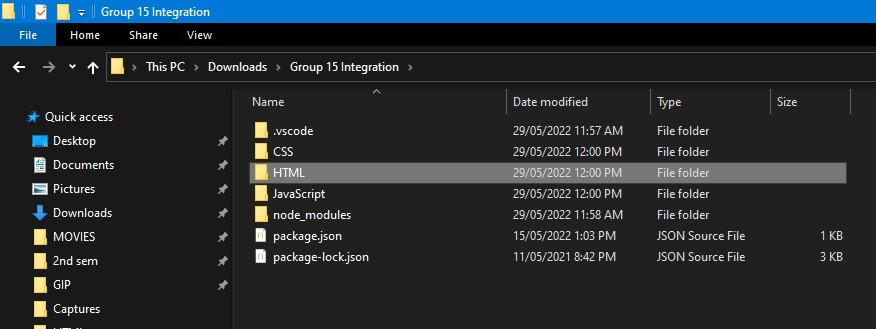 Group 15 Integration
File Home Share View
This PC Downloads Group 15 Integration
Name Date modified Type Size
Quick access
Desktop
Documents
Pictures
Downloads
MOVIES
2nd sem
GIP
Captures
.vscode 29/05/2022 11:57 AM File folder
CSS 29/05/2022 12:00 PM File folder
HTML 29/05/2022 12:00 PM File folder
JavaScript 29/05/2022 12:00 PM File folder
node_modules 29/05/2022 11:58 AM File folder
package.json 15/05/2022 1:03 PM JSON Source File 1 KB
package-lock.json 11/05/2021 8:42 PM JSON Source File 3 KB